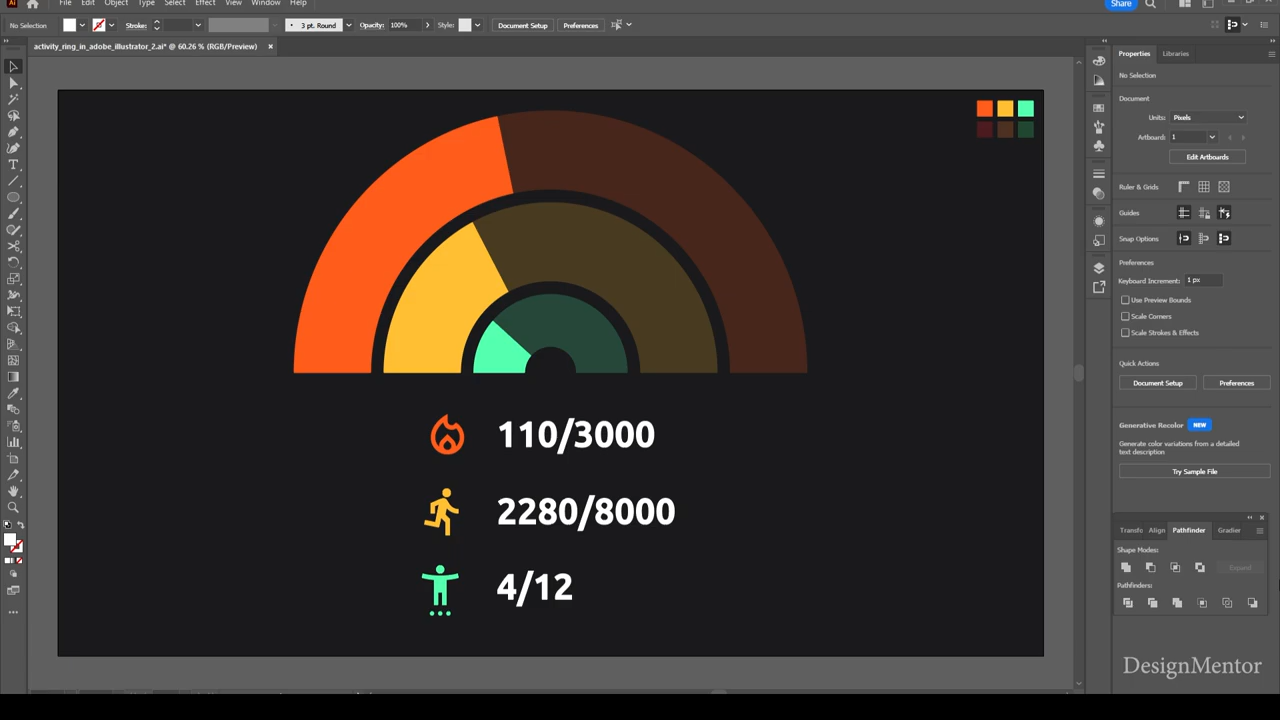 Ai File Edit Object Type Select Effect View Window Help Share
No Selection Stroke: 3 pt. Round Opacity: 100% Style: Document Setup Preferences
activity_ring_in_adobe_illustrator_2.ai* @ 60.26 % (RGB/Preview) ×
Properties Libraries
No Selection
Document
Units: Pixels
Artboard: 1
Edit Artboards
Ruler & Grids
Guides
Snap Options
Preferences
Keyboard Increment: 1 px
Use Preview Bounds
Scale Corners
Scale Strokes & Effects
Quick Actions
Document Setup Preferences
Generative Recolor NEW
Generate color variations from a detailed
text description
Try Sample File
Transfo Align Pathfinder Gradier
Shape Modes:
Expand
Pathfinders:
110/3000
2280/8000
4/12
DesignMentor